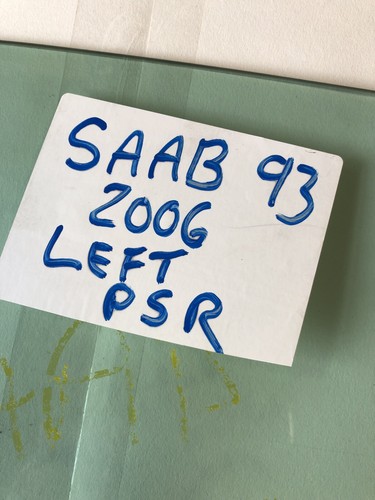 SAAB 93
2006
LEFT
PSR